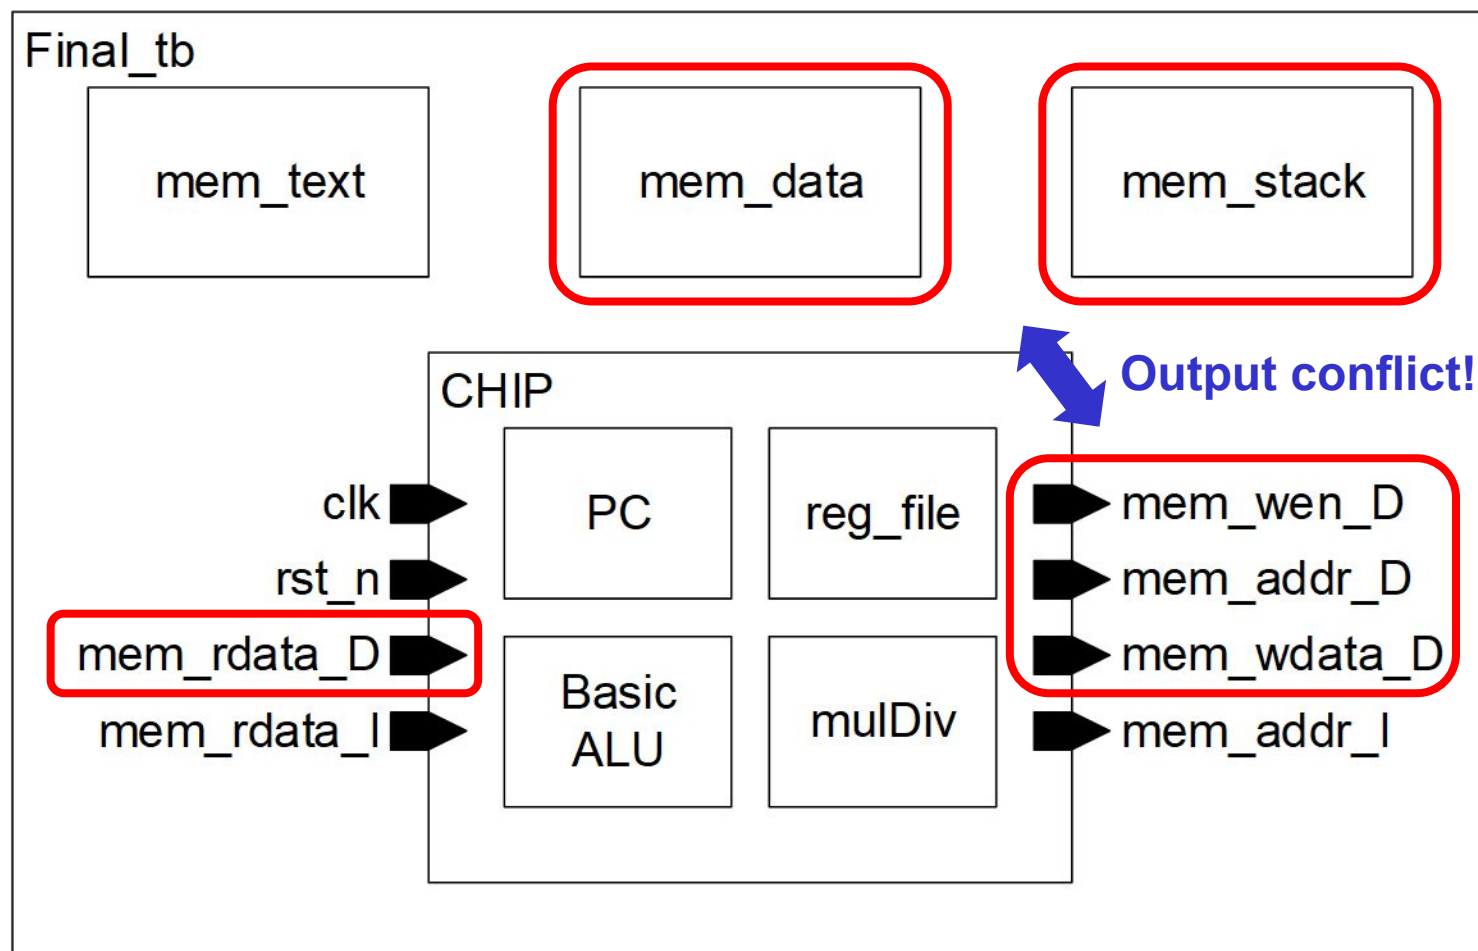 Final_tb
mem_text
mem_data
mem_stack
Output conflict!
CHIP
clk
rst_n
mem_rdata_D
mem_rdata_I
PC
reg_file
Basic
ALU
mulDiv
mem_wen_D
mem_addr_D
mem_wdata_D
mem_addr_I